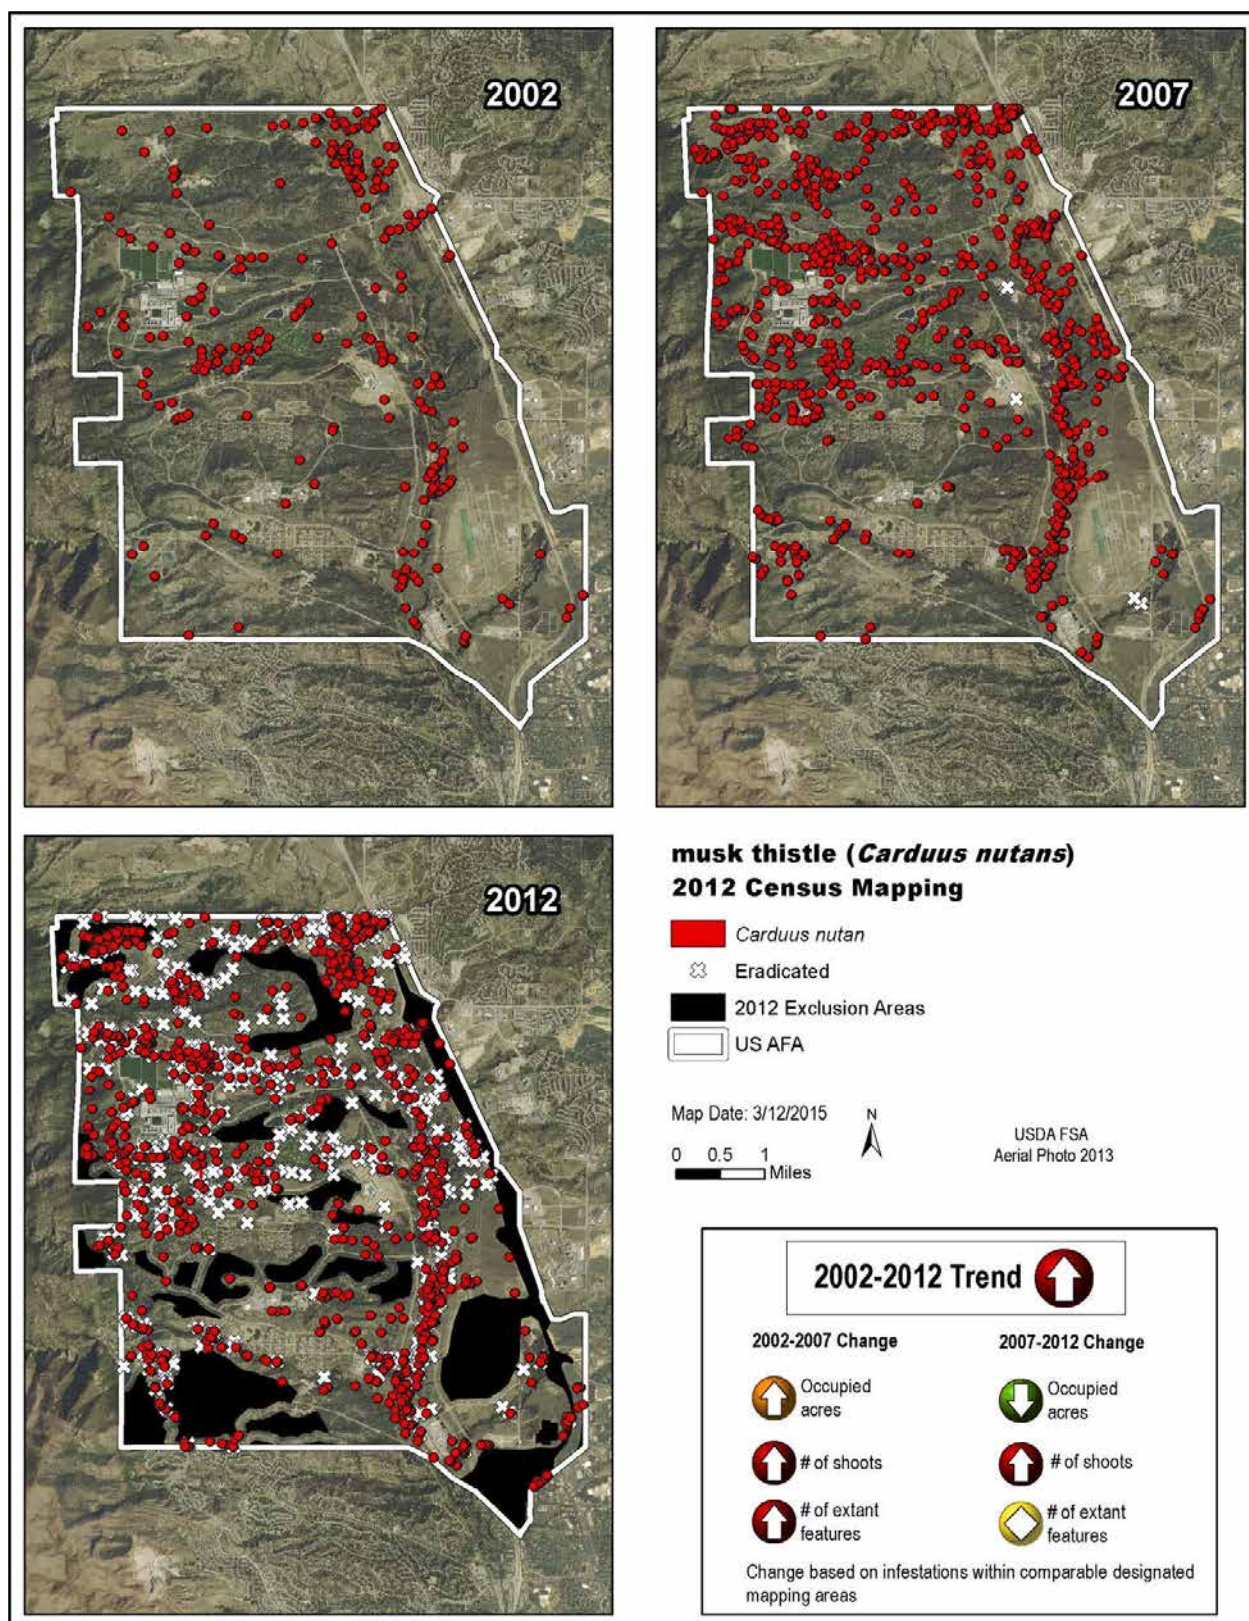 2002
2007
2012
musk thistle (Carduus nutans)
2012 Census Mapping
Carduus nutan
Eradicated
2012 Exclusion Areas
US AFA
Map Date: 3/12/2015
N
0 0.5 1
Miles
USDA FSA
Aerial Photo 2013
2002-2012 Trend
2002-2007 Change
Occupied
acres
# of shoots
# of extant
features
2007-2012 Change
Occupied
acres
# of shoots
# of extant
features
Change based on infestations within comparable designated
mapping areas